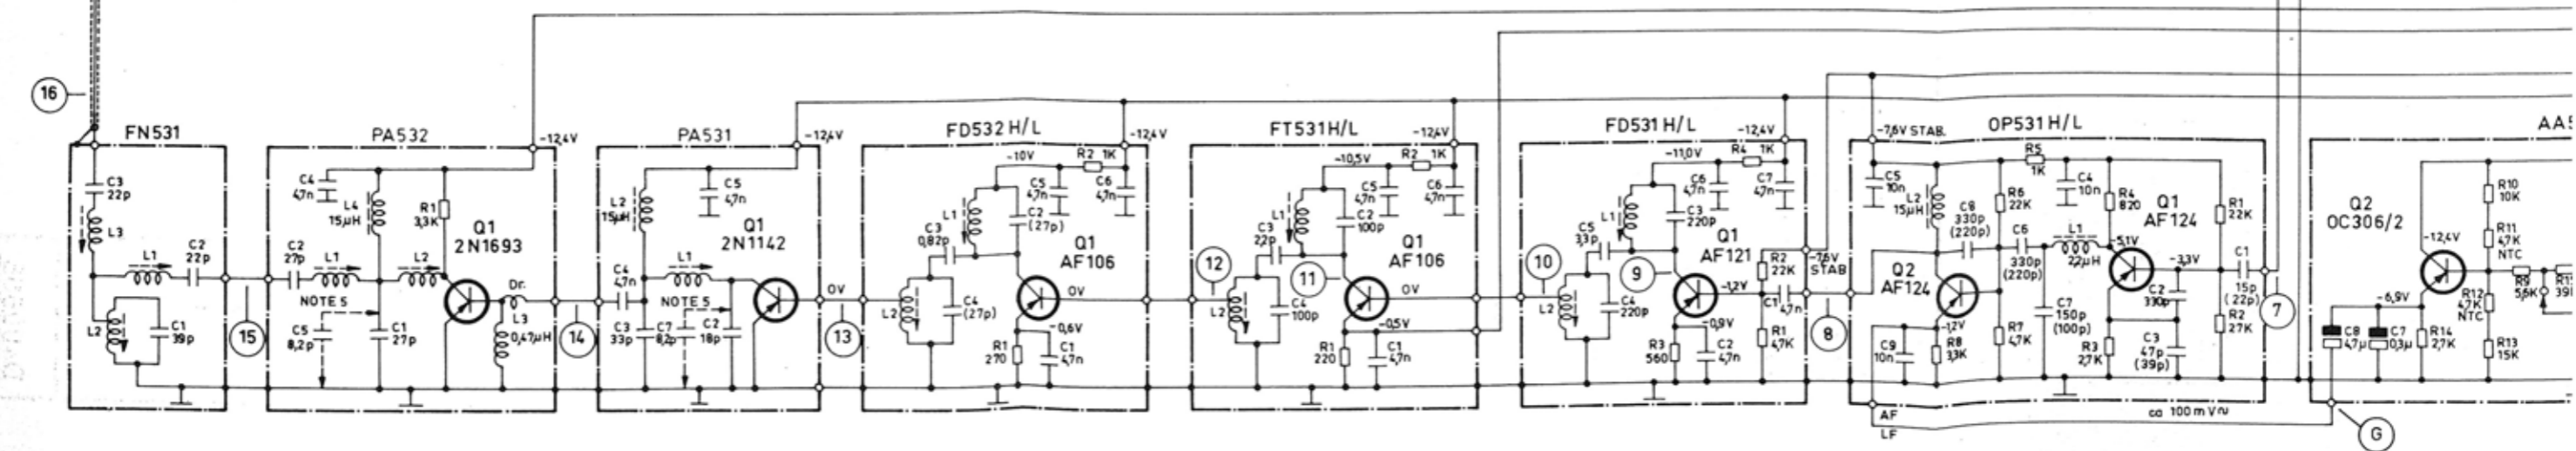 16
FN531
C3
22p
L3
L1
C2
22p
L2
C1
39p
15
PA532
-12,4V
C4
4,7n
L4
15µH
R1
3,3K
Q1
2N1693
C2
27p
L1
L2
NOTE 5
C5
8,2p
C1
27p
Dr.
L3
0,47µH
14
PA531
-12,4V
L2
15µH
C5
4,7n
Q1
2N1142
C4
4,7n
L1
NOTE 5
C3
33p
C7
8,2p
C2
18p
0V
13
FD532 H/L
-12,4V
-10V
R2 1K
C5
4,7n
C6
4,7n
L1
C2
(27p)
C3
0,82p
Q1
AF106
L2
C4
(27p)
0V
-0,6V
R1
270
C1
4,7n
12
FT531H/L
-12,4V
-10,5V
R2 1K
C5
4,7n
C6
4,7n
L1
C2
100p
C3
2,2p
11
Q1
AF106
L2
C4
100p
0V
-0,5V
R1
220
C1
4,7n
10
FD531 H/L
-12,4V
-11,0V
R4 1K
C6
4,7n
C7
4,7n
L1
C3
220p
C5
3,3p
9
Q1
AF121
R2
22K
-7,6V
STAB
L2
C4
220p
-1,2V
C1
4,7n
-0,9V
R3
560
C2
4,7n
R1
4,7K
8
OP531 H/L
-7,6V STAB.
C5
10n
L2
15µH
R6
22K
R5
1K
C4
10n
R4
820
Q1
AF124
R1
22K
C8
330p
(220p)
C6
330p
(220p)
L1
2,2µH
-5,1V
-3,3V
C1
15p
(22p)
Q2
AF124
C2
330p
C7
150p
(100p)
-1,2V
C9
10n
R8
3,3K
R7
4,7K
R3
2,7K
C3
47p
(39p)
R2
27K
7
AF
LF
ca 100 mV∿
Q2
OC306/2
-12,4V
R10
10K
R11
4,7K
NTC
R9
5,6K
R12
4,7K
NTC
-6,9V
C8
4,7µ
C7
0,3µ
R14
2,7K
R13
15K
G